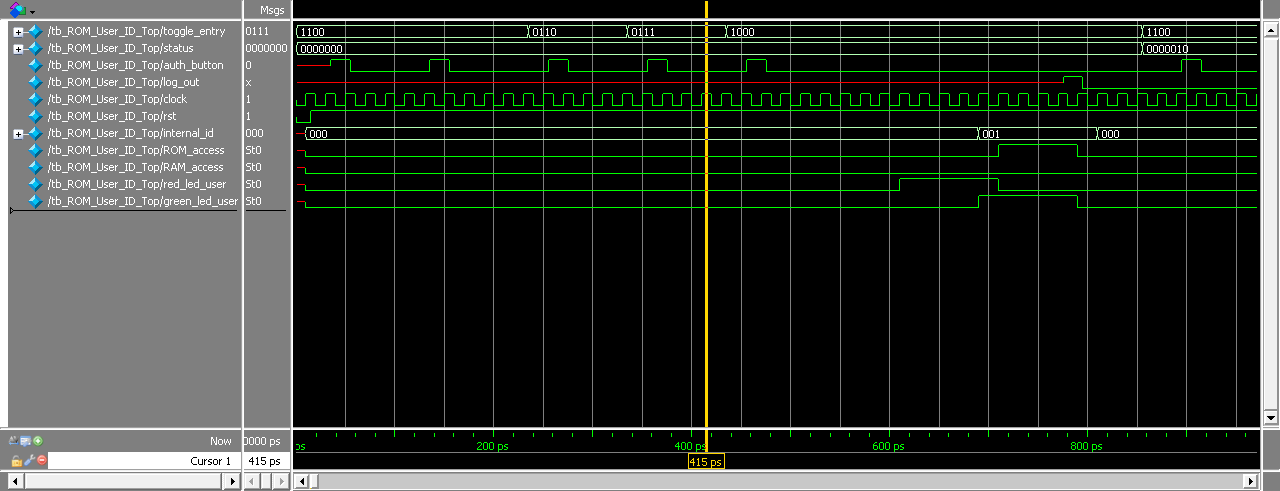 Msgs
/tb_ROM_User_ID_Top/toggle_entry 0111 1100 0110 0111 1000 1100
/tb_ROM_User_ID_Top/status 0000000 0000000 0000010
/tb_ROM_User_ID_Top/auth_button 0
/tb_ROM_User_ID_Top/log_out x
/tb_ROM_User_ID_Top/clock 1
/tb_ROM_User_ID_Top/rst 1
/tb_ROM_User_ID_Top/internal_id 000 000 001 000
/tb_ROM_User_ID_Top/ROM_access St0
/tb_ROM_User_ID_Top/RAM_access St0
/tb_ROM_User_ID_Top/red_led_user St0
/tb_ROM_User_ID_Top/green_led_user St0
Now 0000 ps ps 200 ps 400 ps 600 ps 800 ps
Cursor 1 415 ps 415 ps